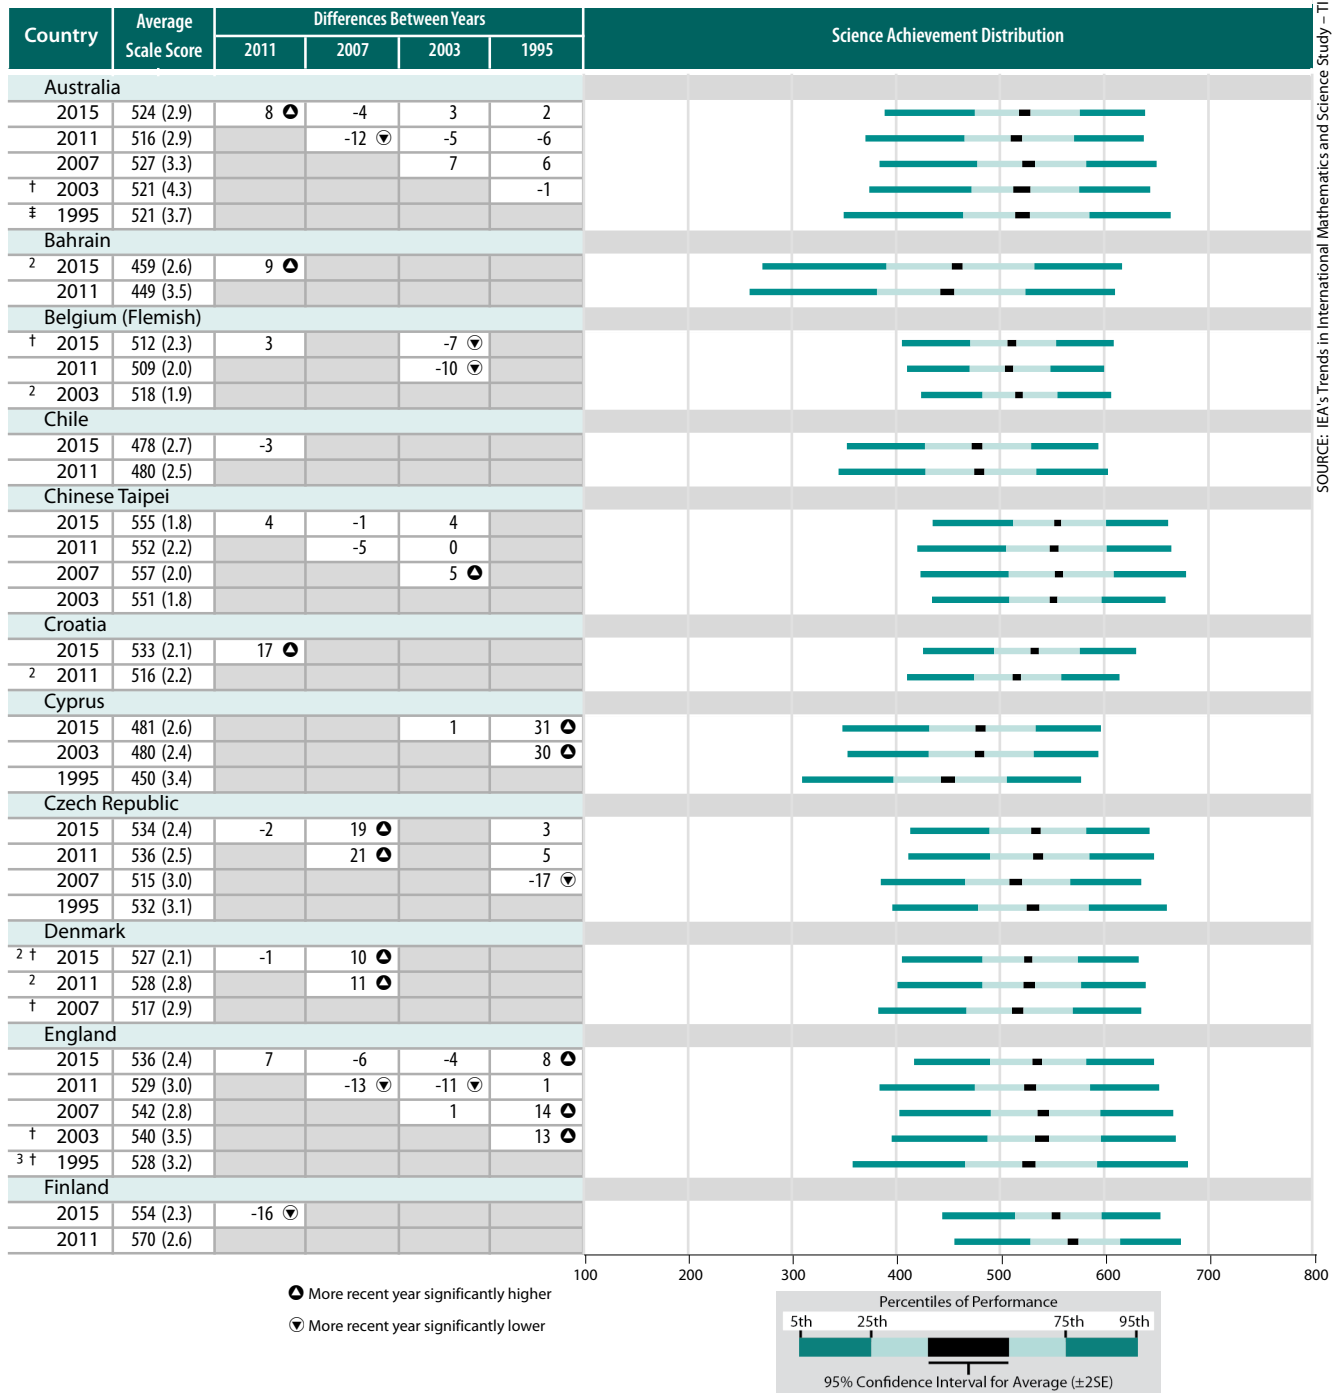 Country Average Scale Score Differences Between Years Science Achievement Distribution
2011 2007 2003 1995
Australia
2015 524 (2.9) 8 -4 3 2
2011 516 (2.9) -12 -5 -6
2007 527 (3.3) 7 6
† 2003 521 (4.3) -1
‡ 1995 521 (3.7)
Bahrain
2 2015 459 (2.6) 9
2011 449 (3.5)
Belgium (Flemish)
† 2015 512 (2.3) 3 -7
2011 509 (2.0) -10
2 2003 518 (1.9)
Chile
2015 478 (2.7) -3
2011 480 (2.5)
Chinese Taipei
2015 555 (1.8) 4 -1 4
2011 552 (2.2) -5 0
2007 557 (2.0) 5
2003 551 (1.8)
Croatia
2015 533 (2.1) 17
2 2011 516 (2.2)
Cyprus
2015 481 (2.6) 1 31
2003 480 (2.4) 30
1995 450 (3.4)
Czech Republic
2015 534 (2.4) -2 19 3
2011 536 (2.5) 21 5
2007 515 (3.0) -17
1995 532 (3.1)
Denmark
2 † 2015 527 (2.1) -1 10
2 2011 528 (2.8) 11
† 2007 517 (2.9)
England
2015 536 (2.4) 7 -6 -4 8
2011 529 (3.0) -13 -11 1
2007 542 (2.8) 1 14
† 2003 540 (3.5) 13
3 † 1995 528 (3.2)
Finland
2015 554 (2.3) -16
2011 570 (2.6)
100 200 300 400 500 600 700 800
More recent year significantly higher
More recent year significantly lower
Percentiles of Performance
5th 25th 75th 95th
95% Confidence Interval for Average (±2SE)
SOURCE: IEA's Trends in International Mathematics and Science Study – TI